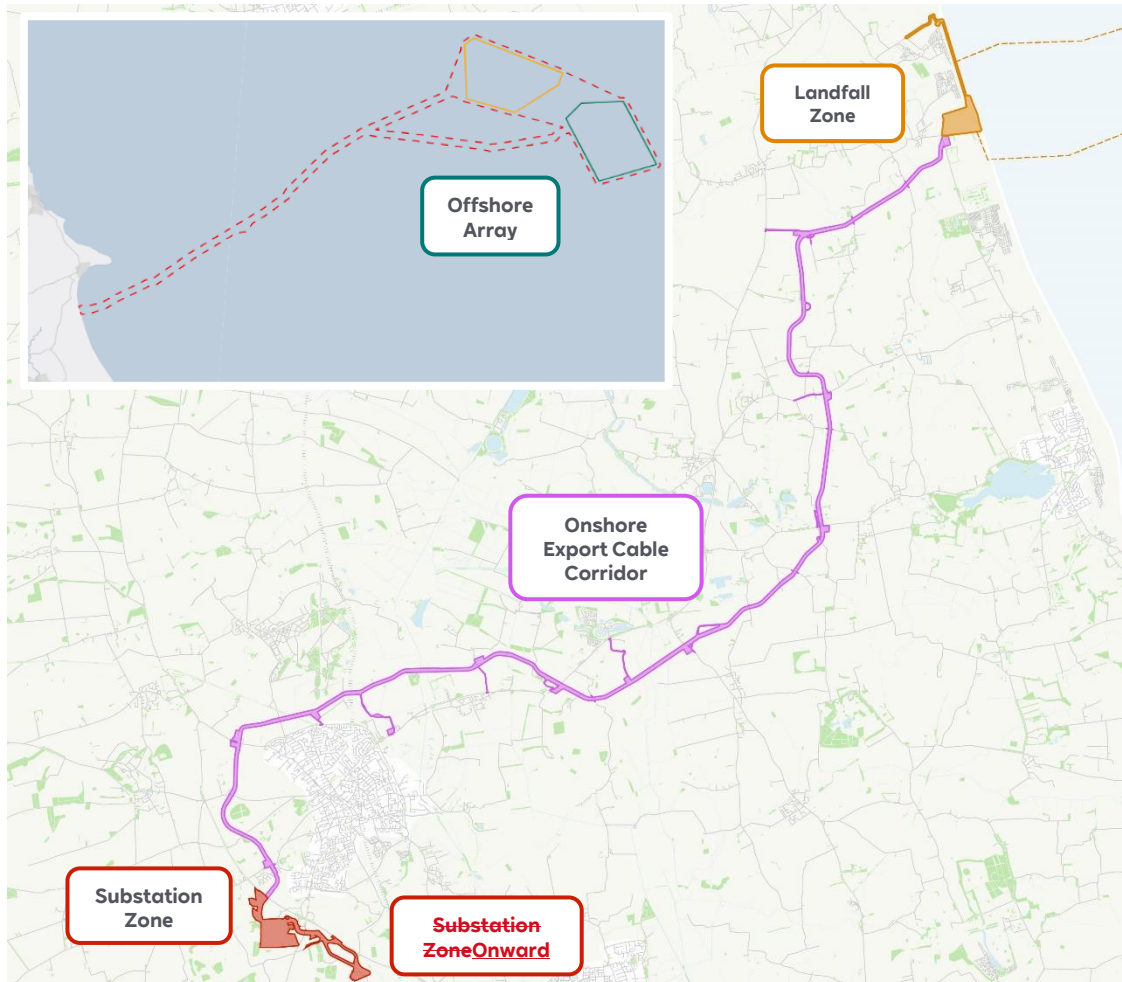 Landfall
Zone
Offshore
Array
Onshore
Export Cable
Corridor
Substation
Zone
Substation
ZoneOnward